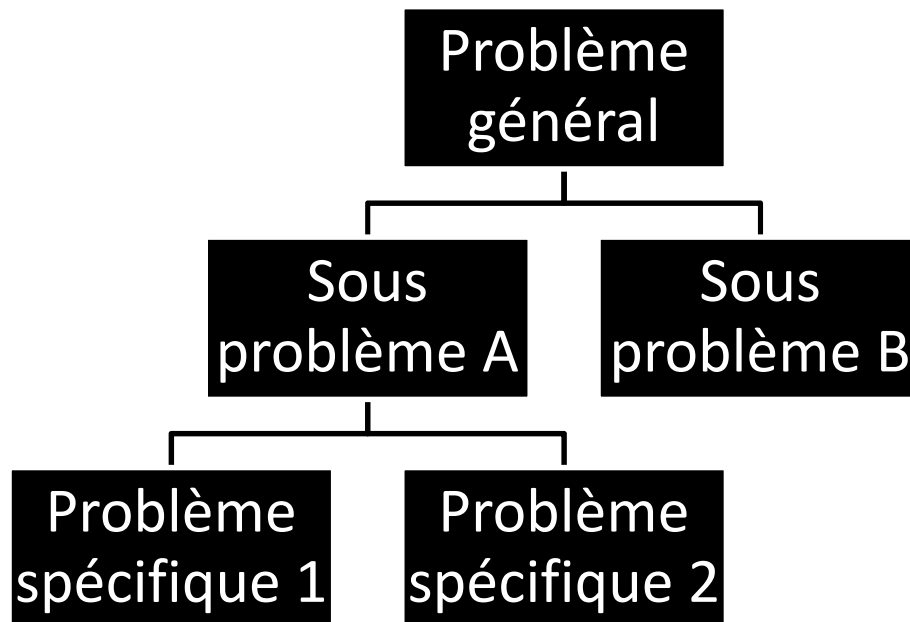 Problème
général
Sous
problème A
Sous
problème B
Problème
spécifique 1
Problème
spécifique 2